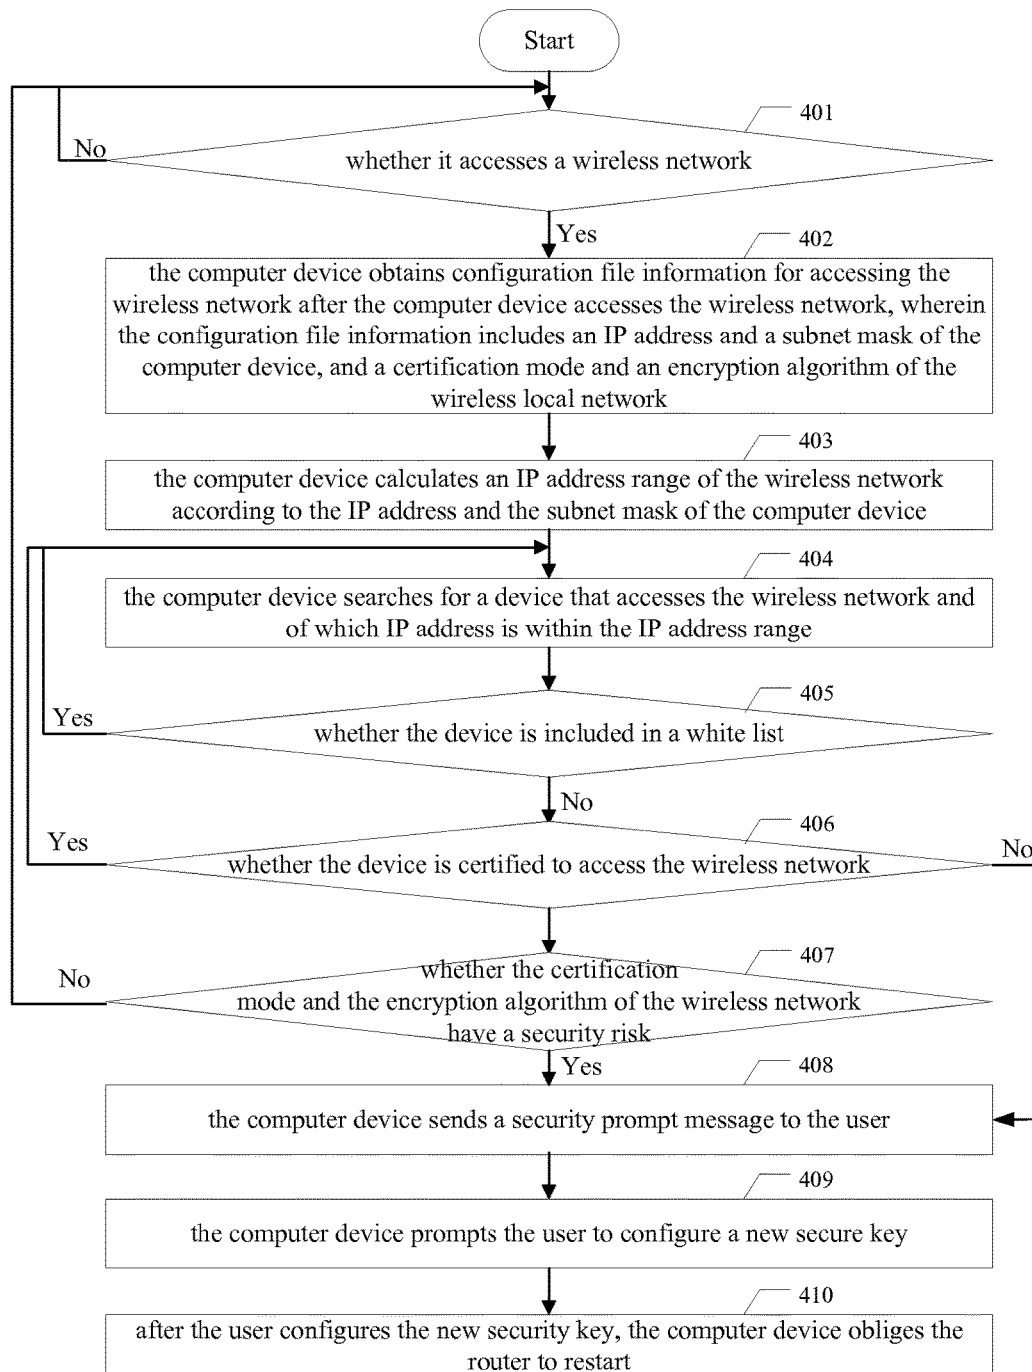 Start
401
No
whether it accesses a wireless network
Yes
402
the computer device obtains configuration file information for accessing the
wireless network after the computer device accesses the wireless network, wherein
the configuration file information includes an IP address and a subnet mask of the
computer device, and a certification mode and an encryption algorithm of the
wireless local network
403
the computer device calculates an IP address range of the wireless network
according to the IP address and the subnet mask of the computer device
404
the computer device searches for a device that accesses the wireless network and
of which IP address is within the IP address range
405
Yes
whether the device is included in a white list
No
406
Yes
whether the device is certified to access the wireless network
No
407
No
whether the certification
mode and the encryption algorithm of the wireless network
have a security risk
Yes
408
the computer device sends a security prompt message to the user
409
the computer device prompts the user to configure a new secure key
410
after the user configures the new security key, the computer device obliges the
router to restart